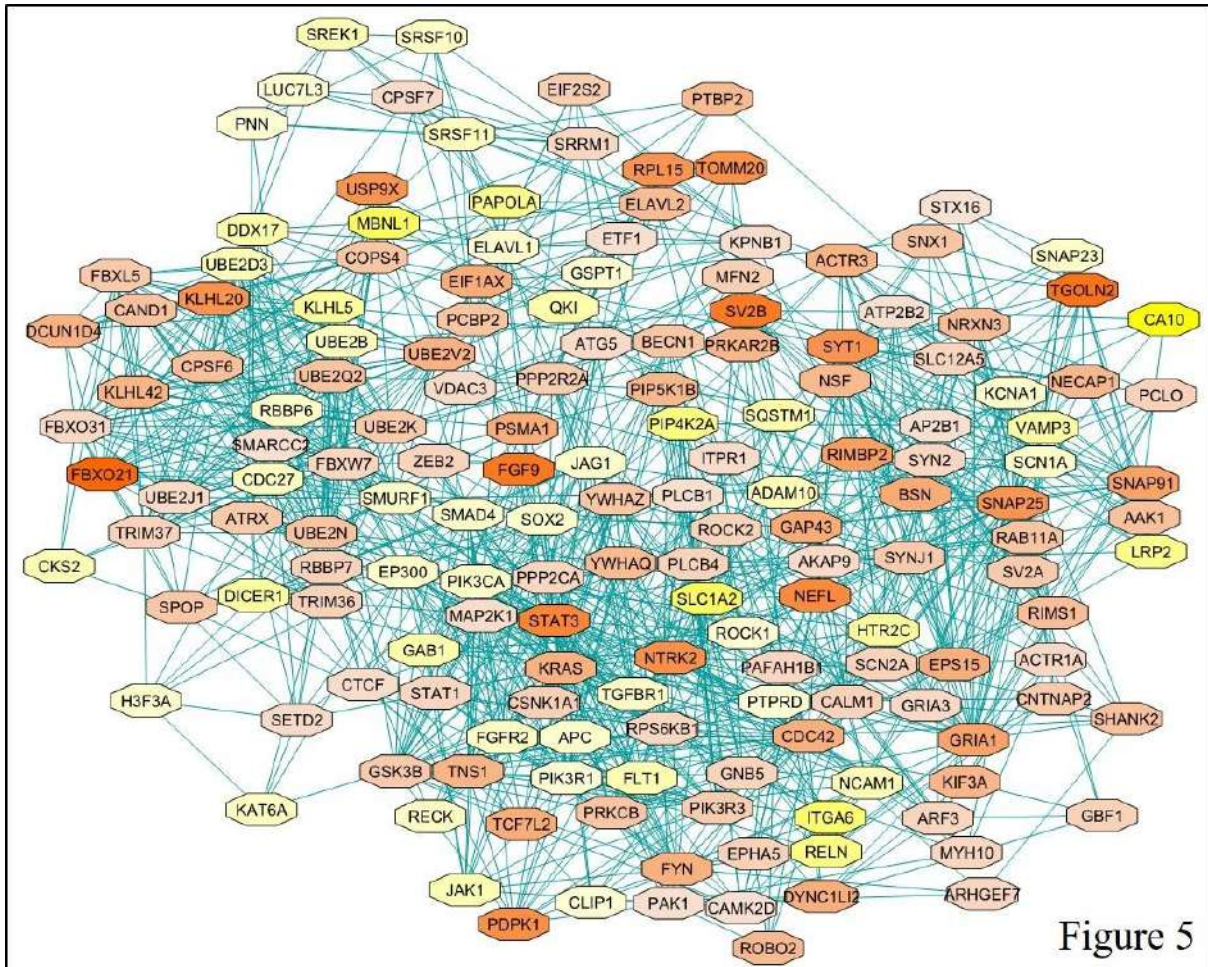 SREK1
SRSF10
LUC7L3
CPSF7
EIF2S2
PTBP2
PNN
SRSF11
SRRM1
USP9X
RPL15
TOMM20
STX16
MBNL1
PAPOLA
ELAVL2
DDX17
ELAVL1
ETF1
KPNB1
SNX1
SNAP23
FBXL5
UBE2D3
COPS4
GSPT1
MFN2
ACTR3
TGOLN2
CAND1
KLHL20
KLHL5
EIF1AX
QKI
SV2B
ATP2B2
CA10
DCUN1D4
PCBP2
NRXN3
UBE2B
ATG5
BECN1
PRKAR2B
SYT1
SLC12A5
CPSF6
UBE2V2
UBE2Q2
VDAC3
PPP2R2A
PIP5K1B
NSF
KCNA1
NECAP1
PCLO
KLHL42
RBBP6
SQSTM1
FBXO31
UBE2K
PSMA1
PIP4K2A
AP2B1
VAMP3
SMARCC2
FBXW7
ZEB2
FGF9
JAG1
ITPR1
RIMBP2
SYN2
SCN1A
FBXO21
CDC27
UBE2J1
SMURF1
YWHAZ
PLCB1
ADAM10
BSN
SNAP25
SNAP91
TRIM37
ATRX
UBE2N
SMAD4
SOX2
ROCK2
GAP43
RAB11A
AAK1
CKS2
RBBP7
EP300
PIK3CA
PPP2CA
YWHAQ
PLCB4
AKAP9
SYNJ1
SV2A
LRP2
SPOP
DICER1
TRIM36
MAP2K1
STAT3
SLC1A2
NEFL
RIMS1
GAB1
ROCK1
HTR2C
H3F3A
CTCF
STAT1
KRAS
NTRK2
PAFAH1B1
SCN2A
EPS15
ACTR1A
SETD2
CSNK1A1
TGFBR1
PTPRD
CALM1
GRIA3
CNTNAP2
SHANK2
FGFR2
APC
RPS6KB1
CDC42
GRIA1
GSK3B
TNS1
PIK3R1
FLT1
GNB5
NCAM1
KIF3A
KAT6A
RECK
TCF7L2
PRKCB
PIK3R3
ITGA6
ARF3
GBF1
EPHA5
RELN
MYH10
JAK1
FYN
PDPK1
CLIP1
PAK1
CAMK2D
DYNC1LI2
ARHGEF7
ROBO2
Figure 5